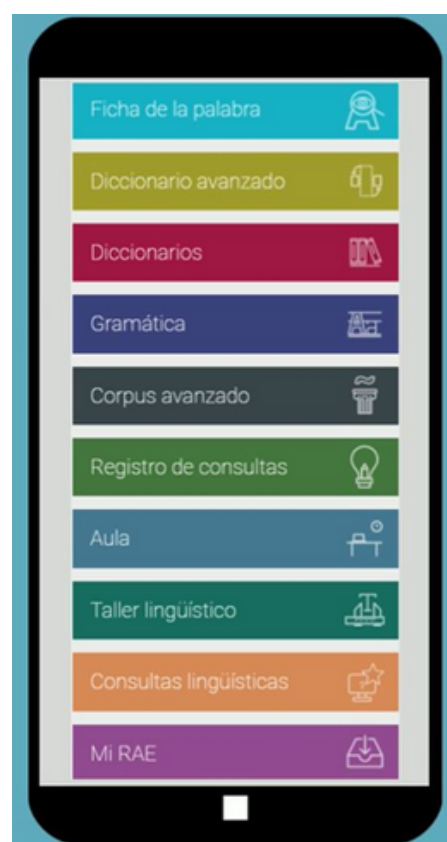 Ficha de la palabra
Diccionario avanzado
Diccionarios
Gramática
Corpus avanzado
Registro de consultas
Aula
Taller lingüístico
Consultas lingüísticas
Mi RAE